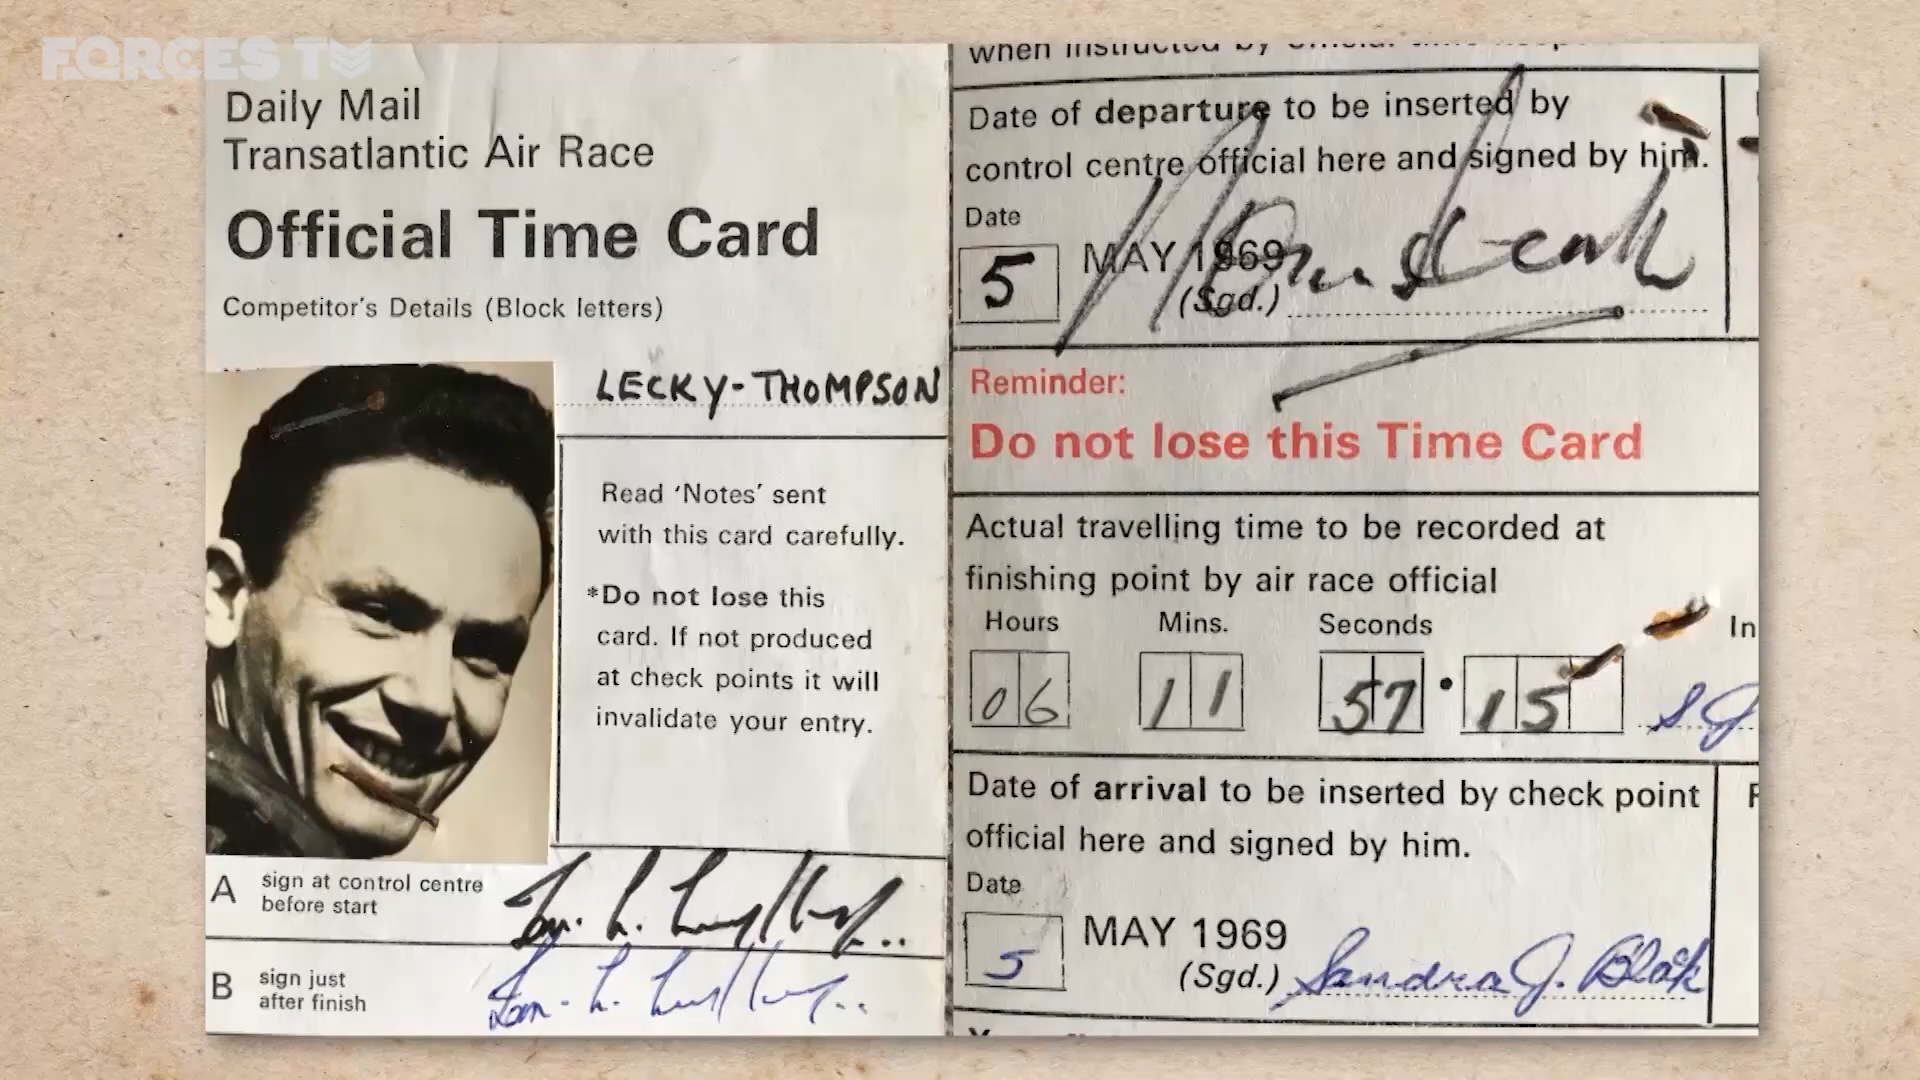 FORCES TV
Daily Mail
Transatlantic Air Race
Official Time Card
Competitor's Details (Block letters)
LECKY-THOMPSON
Read 'Notes' sent
with this card carefully.
*Do not lose this
card. If not produced
at check points it will
invalidate your entry.
A sign at control centre
before start
B sign just
after finish
when instructed by official
Date of departure to be inserted by
control centre official here and signed by him.
Date
5 MAY 1969
(Sgd.)
Reminder:
Do not lose this Time Card
Actual travelling time to be recorded at
finishing point by air race official
Hours Mins. Seconds In
06 11 57 . 15 SJ
Date of arrival to be inserted by check point
official here and signed by him.
Date
5 MAY 1969
(Sgd.) Sandra J.